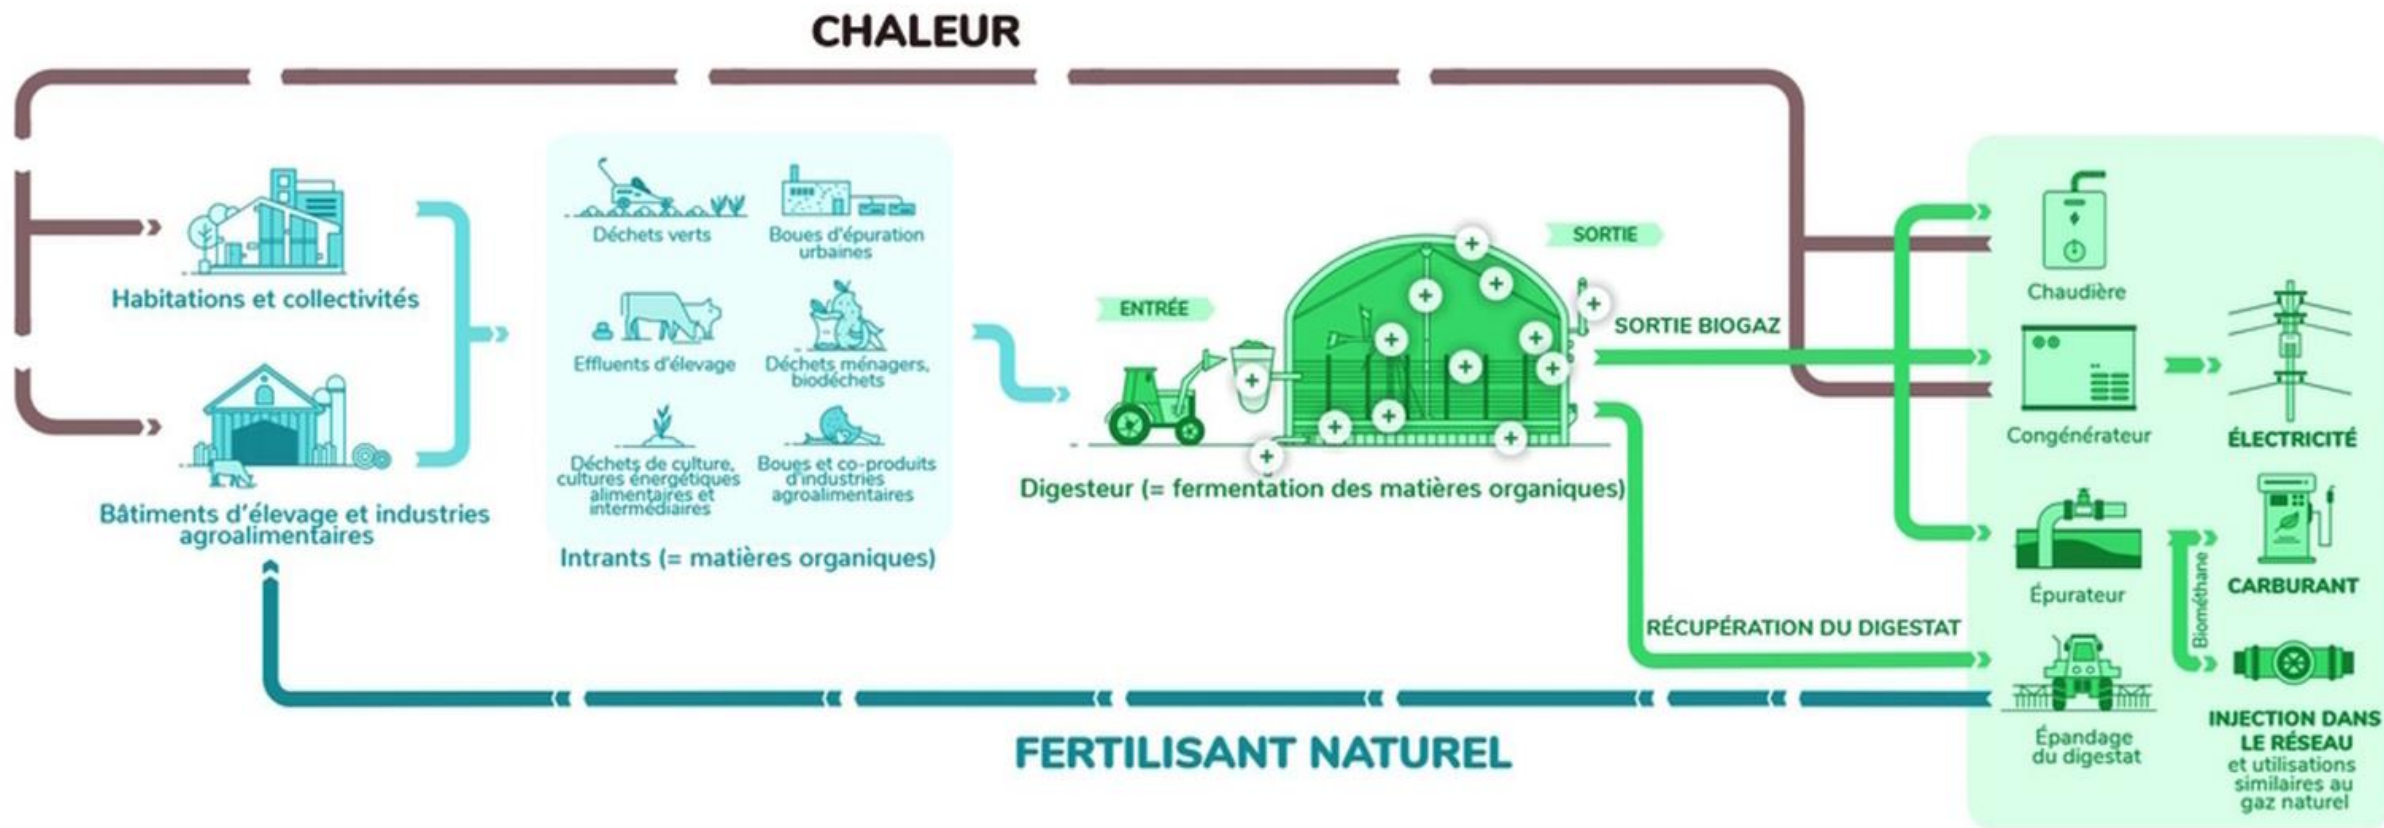 CHALEUR
Habitations et collectivités
Bâtiments d'élevage et industries
agroalimentaires
Déchets verts
Boues d'épuration
urbaines
Effluents d'élevage
Déchets ménagers,
biodéchets
Déchets de culture,
cultures énergétiques
alimentaires et
intermédiaires
Boues et co-produits
d'industries
agroalimentaires
Intrants (= matières organiques)
ENTRÉE
SORTIE
Digesteur (= fermentation des matières organiques)
SORTIE BIOGAZ
RÉCUPÉRATION DU DIGESTAT
Chaudière
Congénérateur
ÉLECTRICITÉ
Épurateur
Biométhane
CARBURANT
Épandage
du digestat
INJECTION DANS
LE RÉSEAU
et utilisations
similaires au
gaz naturel
FERTILISANT NATUREL